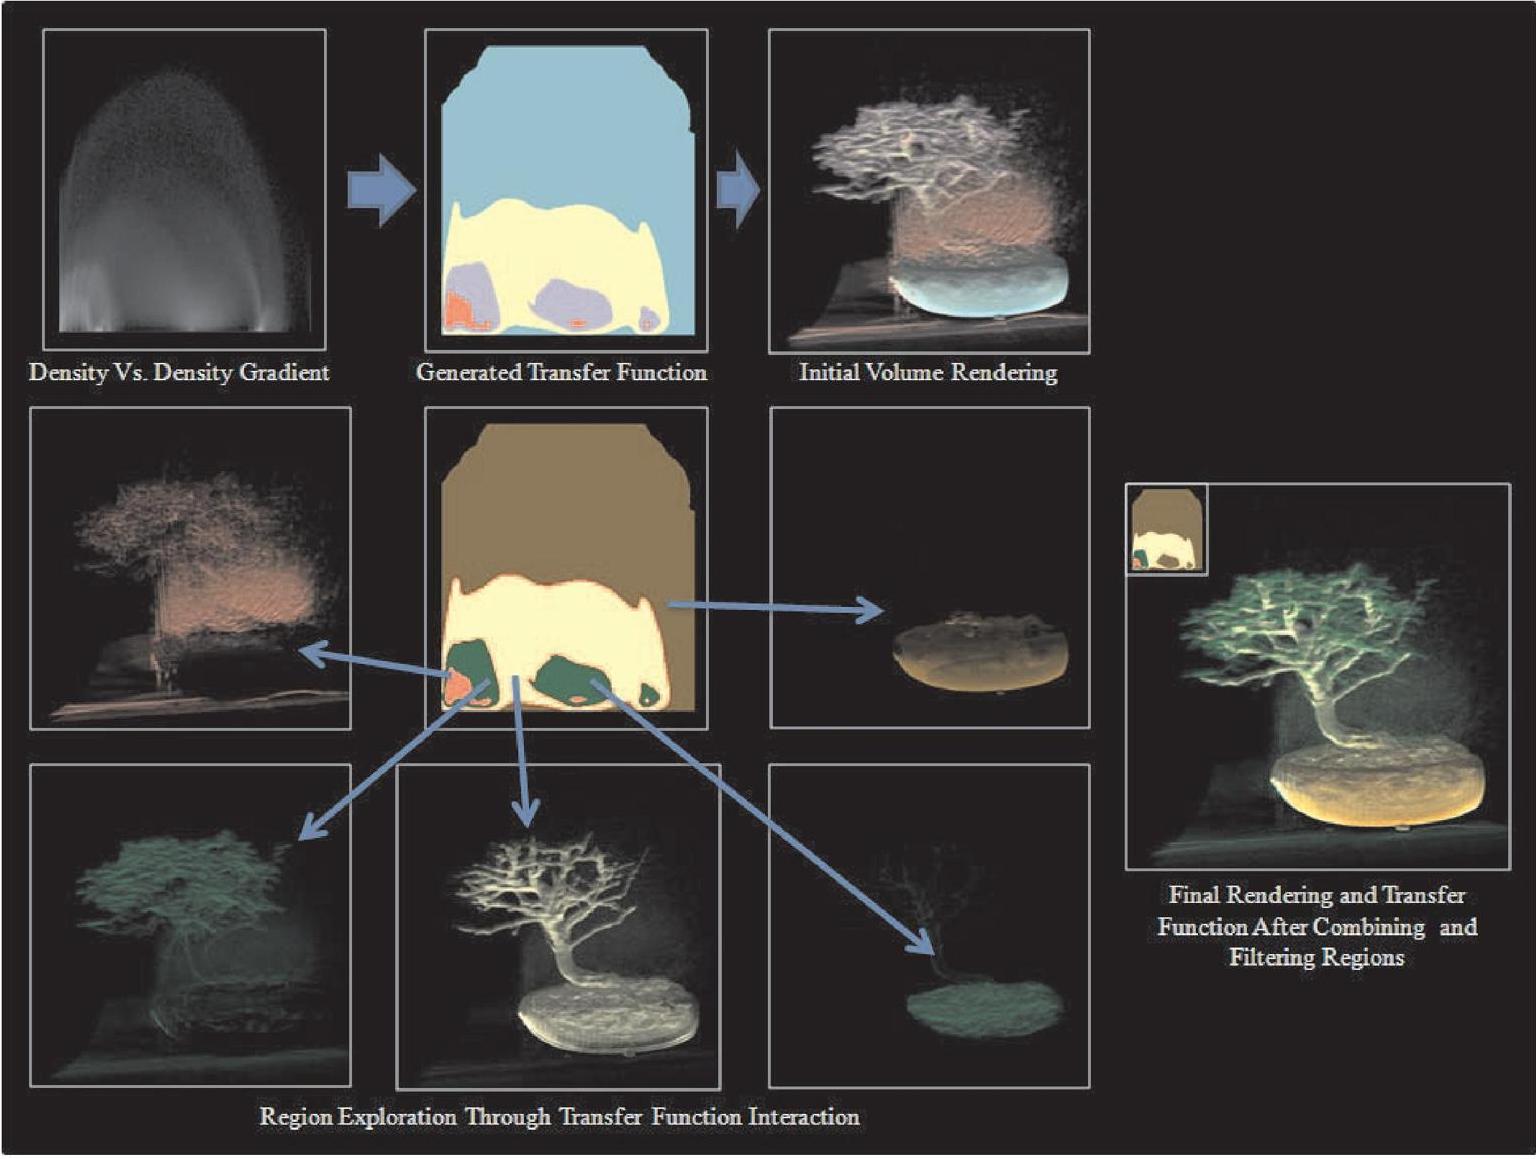 Density Vs. Density Gradient
Generated Transfer Function
Initial Volume Rendering
Final Rendering and Transfer
Function After Combining and
Filtering Regions
Region Exploration Through Transfer Function Interaction